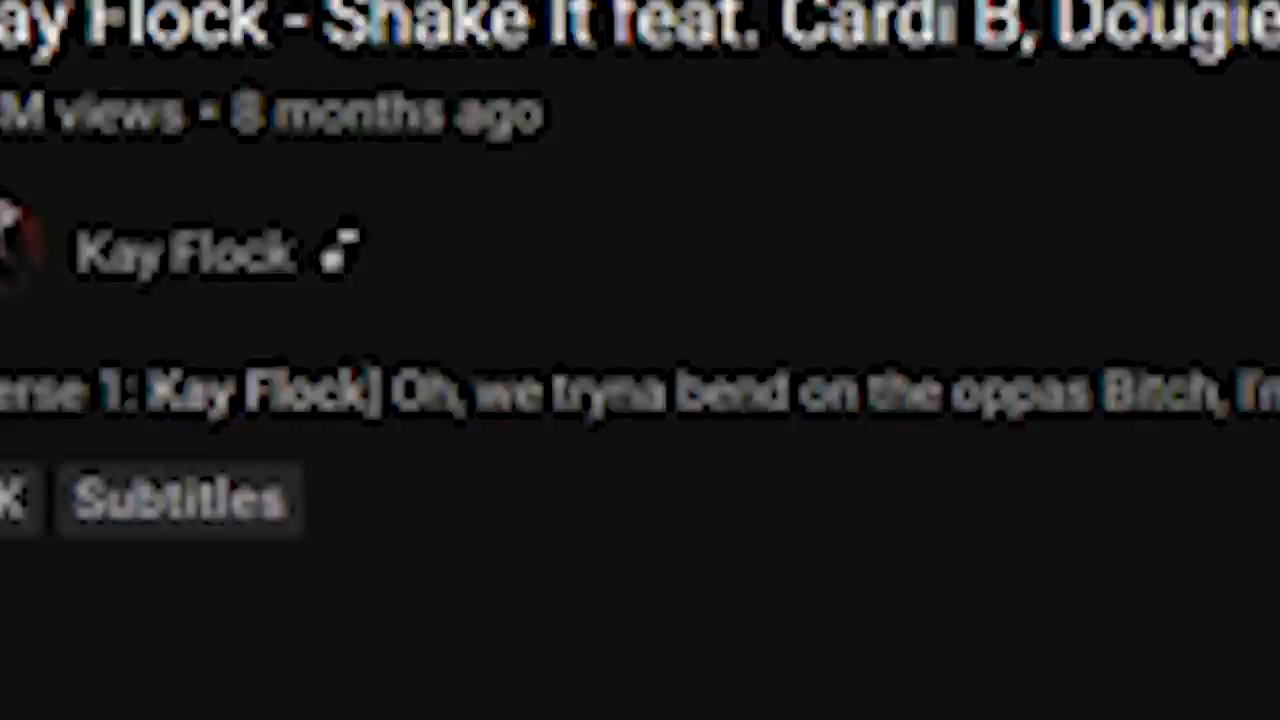 ay Flock - Shake It feat. Cardi B, Dougie
M views • 8 months ago
Kay Flock
erse 1: Kay Flock] Oh, we tryna bend on the oppas Bitch, I'm
K Subtitles